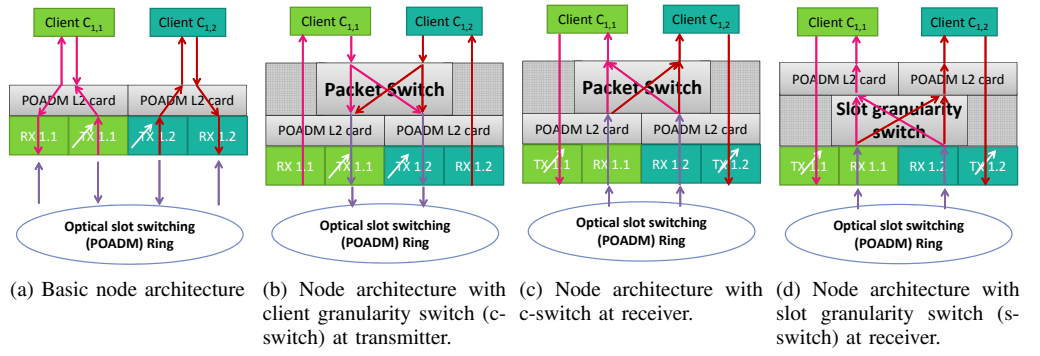 Client C1,1
Client C1,2
POADM L2 card
POADM L2 card
RX 1.1
TX 1.1
TX 1.2
RX 1.2
Optical slot switching
(POADM) Ring
(a) Basic node architecture
Client C1,1
Client C1,2
Packet Switch
POADM L2 card
POADM L2 card
RX 1.1
TX 1.1
TX 1.2
RX 1.2
Optical slot switching
(POADM) Ring
(b) Node architecture with
client granularity switch (c-
switch) at transmitter.
Client C1,1
Client C1,2
Packet Switch
POADM L2 card
POADM L2 card
TX 1.1
RX 1.1
RX 1.2
TX 1.2
Optical slot switching
(POADM) Ring
(c) Node architecture with
c-switch at receiver.
Client C1,1
Client C1,2
POADM L2 card
POADM L2 card
Slot granularity
switch
TX 1.1
RX 1.1
RX 1.2
TX 1.2
Optical slot switching
(POADM) Ring
(d) Node architecture with
slot granularity switch (s-
switch) at receiver.